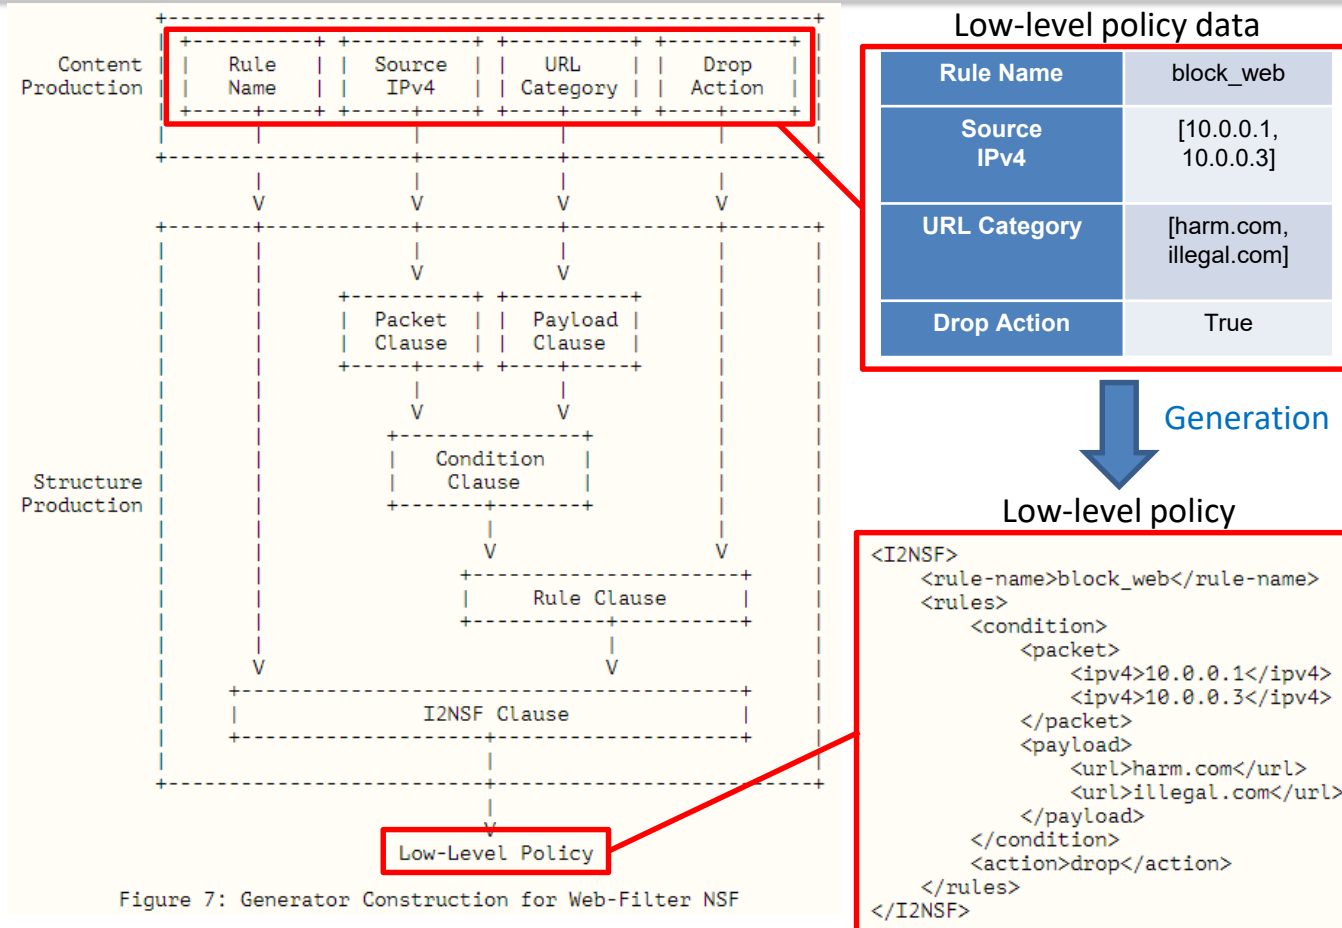 Content
Production
Rule
Name
Source
IPv4
URL
Category
Drop
Action
Packet
Clause
Payload
Clause
Condition
Clause
Structure
Production
Rule Clause
I2NSF Clause
Low-Level Policy
Figure 7: Generator Construction for Web-Filter NSF
Low-level policy data
Rule Name
block_web
Source
IPv4
[10.0.0.1,
10.0.0.3]
URL Category
[harm.com,
illegal.com]
Drop Action
True
Generation
Low-level policy
<I2NSF>
<rule-name>block_web</rule-name>
<rules>
<condition>
<packet>
<ipv4>10.0.0.1</ipv4>
<ipv4>10.0.0.3</ipv4>
</packet>
<payload>
<url>harm.com</url>
<url>illegal.com</url>
</payload>
</condition>
<action>drop</action>
</rules>
</I2NSF>